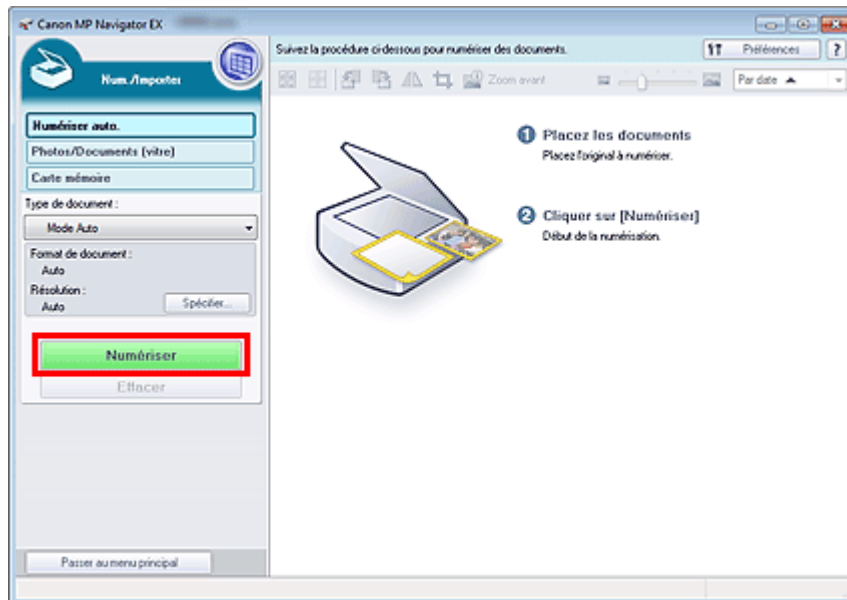 Canon MP Navigator EX
Num./Importer
Suivez la procédure ci-dessous pour numériser des documents.
Préférences
?
Zoom avant
Par date
Numériser auto.
Photos/Documents (vitre)
Carte mémoire
Type de document :
Mode Auto
Format de document :
Auto
Résolution :
Auto
Spécifier...
Numériser
Effacer
1 Placez les documents
Placez l'original à numériser.
2 Cliquer sur [Numériser]
Début de la numérisation.
Passer au menu principal